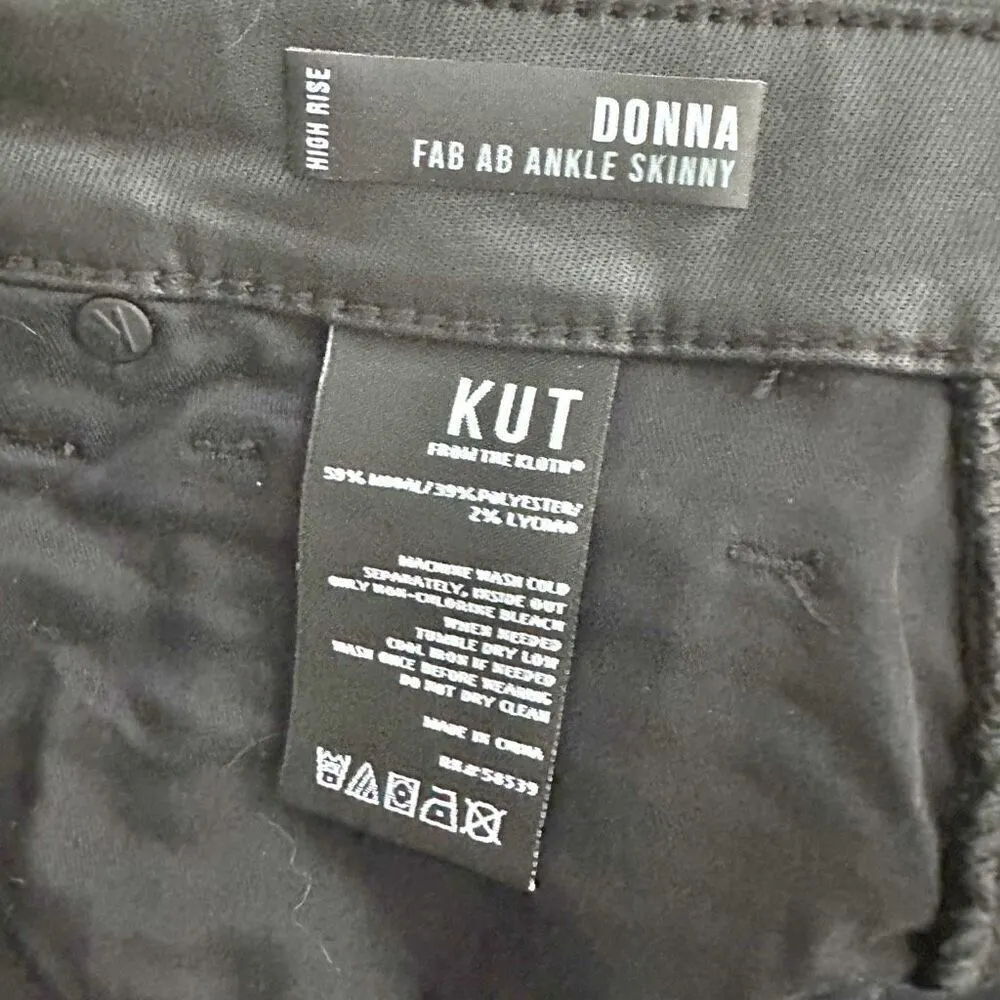 HIGH RISE
DONNA
FAB AB ANKLE SKINNY
K
KUT
FROM THE KLOTH®
59% MODAL/39% POLYESTER/
2% LYCRA®
MACHINE WASH COLD
SEPARATELY, INSIDE OUT
ONLY NON-CHLORINE BLEACH
WHEN NEEDED
TUMBLE DRY LOW
COOL IRON IF NEEDED
WASH ONCE BEFORE WEARING
DO NOT DRY CLEAN
MADE IN CHINA
RN# 58539